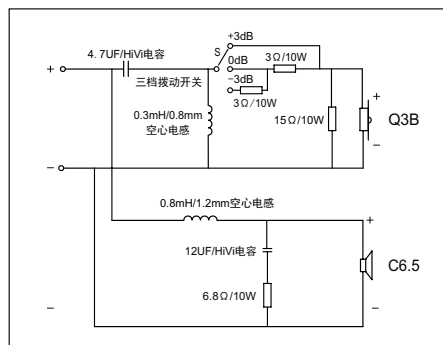 4.7UF/HiVi电容
S
+3dB
0dB
-3dB
3Ω/10W
3Ω/10W
三档拨动开关
+
0.3mH/0.8mm
空心电感
15Ω/10W
+
Q3B
-
-
0.8mH/1.2mm空心电感
+
12UF/HiVi电容
C6.5
6.8Ω/10W
-
-